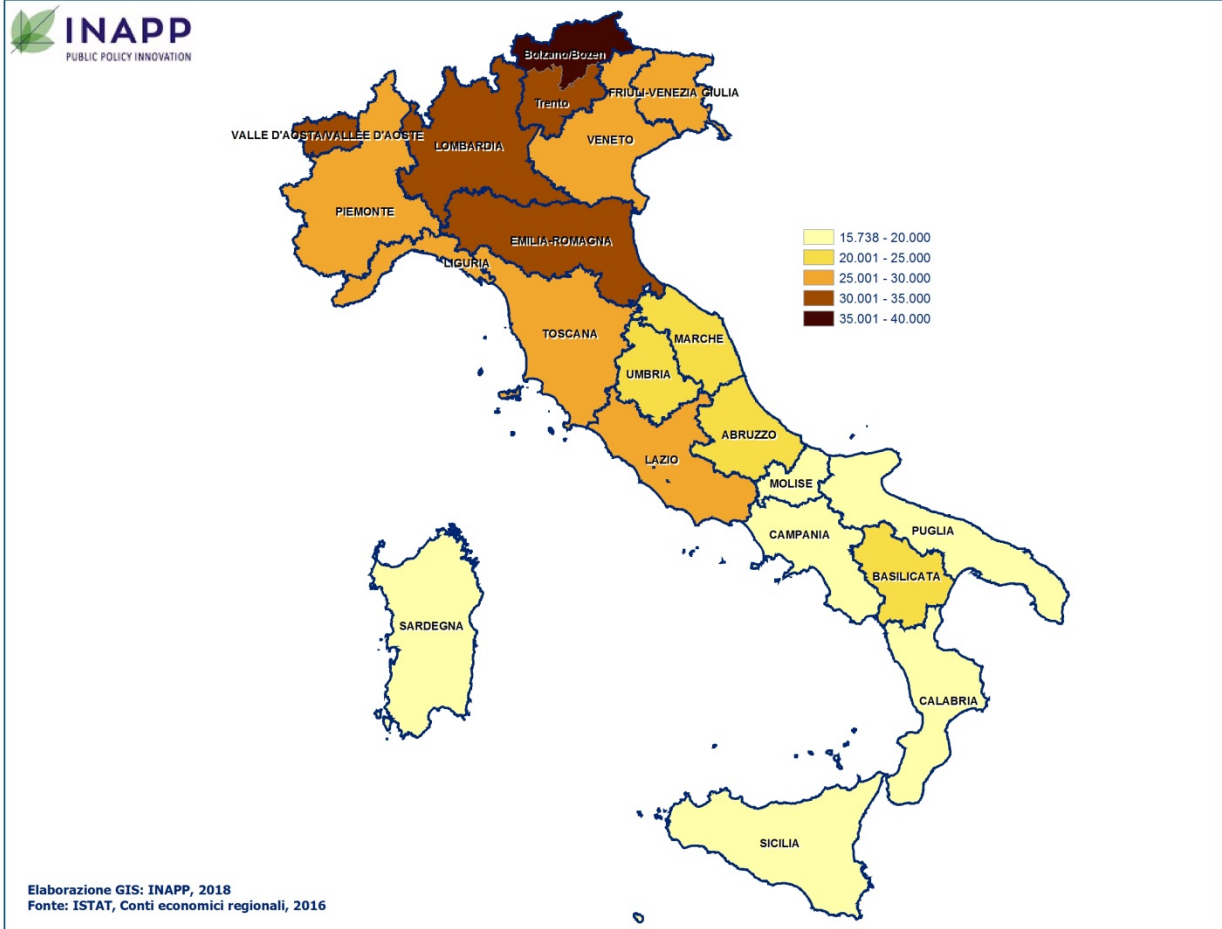 INAPP
PUBLIC POLICY INNOVATION
Bolzano/Bozen
Trento
FRIULI-VENEZIA GIULIA
VALLE D'AOSTA/VALLÉE D'AOSTE
LOMBARDIA
VENETO
PIEMONTE
EMILIA-ROMAGNA
LIGURIA
15.738 - 20.000
20.001 - 25.000
25.001 - 30.000
30.001 - 35.000
35.001 - 40.000
TOSCANA
MARCHE
UMBRIA
ABRUZZO
LAZIO
MOLISE
CAMPANIA
PUGLIA
BASILICATA
SARDEGNA
CALABRIA
SICILIA
Elaborazione GIS: INAPP, 2018
Fonte: ISTAT, Conti economici regionali, 2016